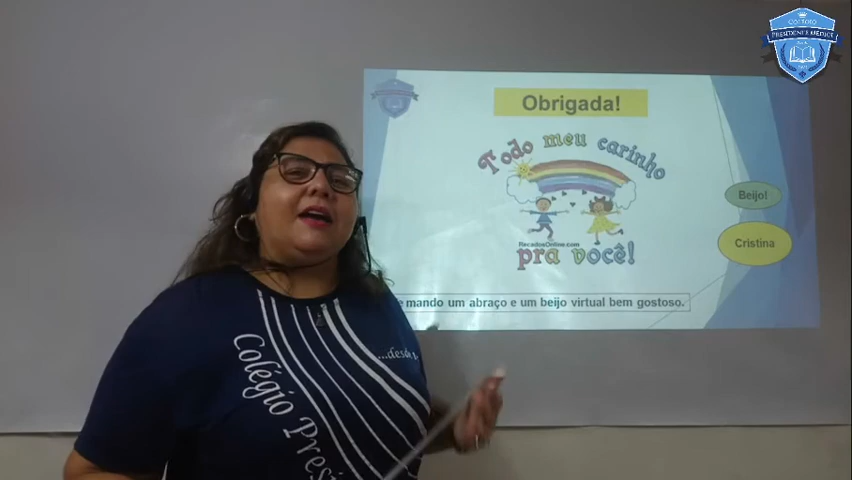 COLÉGIO
PRESIDENTE MÉDICI
Obrigada!
Todo meu carinho
RecadosOnline.com
pra você!
Beijo!
Cristina
mando um abraço e um beijo virtual bem gostoso.
...desde
Colégio
Presi